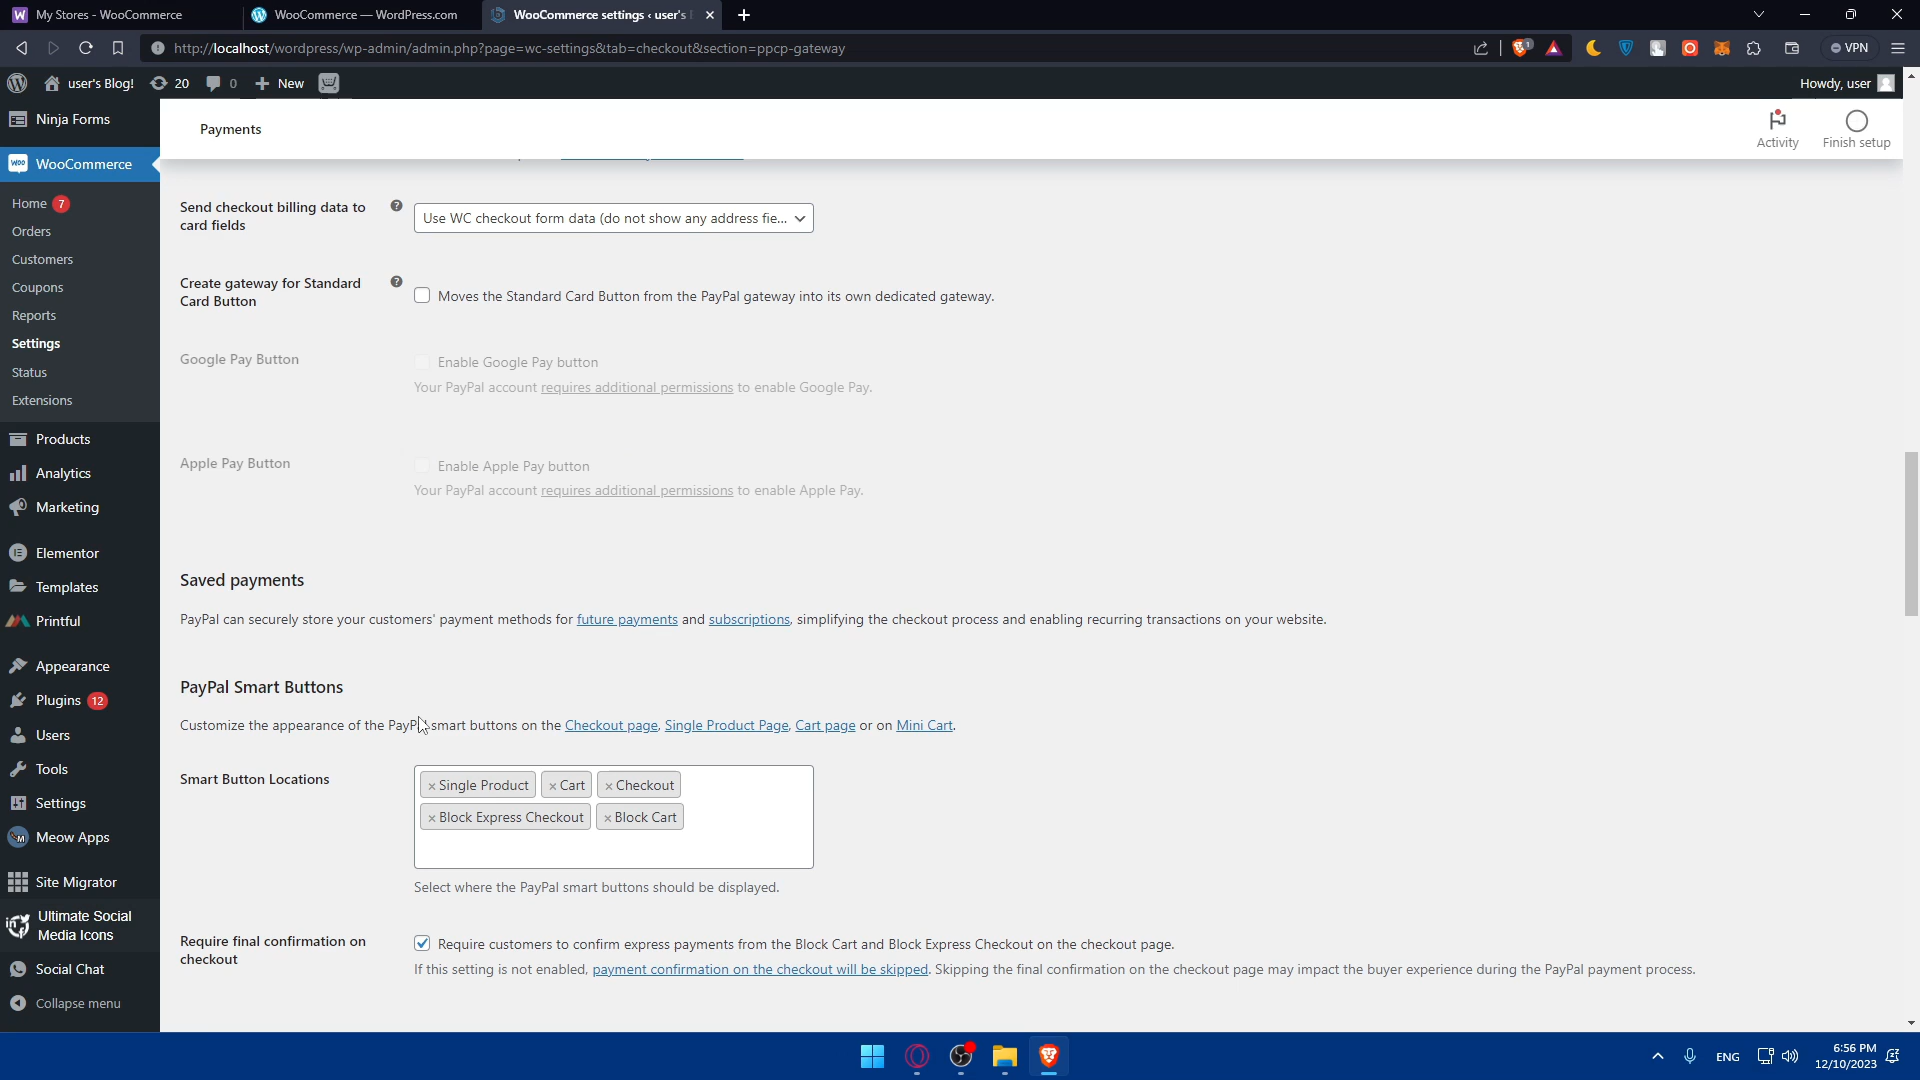 My Stores - WooCommerce
WooCommerce — WordPress.com
WooCommerce settings ‹ user's
http://localhost/wordpress/wp-admin/admin.php?page=wc-settings&tab=checkout&section=ppcp-gateway
1
VPN
user's Blog!
20
0
New
Howdy, user
Ninja Forms
WooCommerce
Home 7
Orders
Customers
Coupons
Reports
Settings
Status
Extensions
Products
Analytics
Marketing
Elementor
Templates
Printful
Appearance
Plugins 12
Users
Tools
Settings
Meow Apps
Site Migrator
Ultimate Social
Media Icons
Social Chat
Collapse menu
Payments
Activity
Finish setup
Send checkout billing data to
card fields
Use WC checkout form data (do not show any address fie...
Create gateway for Standard
Card Button
Moves the Standard Card Button from the PayPal gateway into its own dedicated gateway.
Google Pay Button
Enable Google Pay button
Your PayPal account requires additional permissions to enable Google Pay.
Apple Pay Button
Enable Apple Pay button
Your PayPal account requires additional permissions to enable Apple Pay.
Saved payments
PayPal can securely store your customers' payment methods for future payments and subscriptions, simplifying the checkout process and enabling recurring transactions on your website.
PayPal Smart Buttons
Customize the appearance of the PayPal smart buttons on the Checkout page, Single Product Page, Cart page or on Mini Cart.
Smart Button Locations
× Single Product × Cart × Checkout
× Block Express Checkout × Block Cart
Select where the PayPal smart buttons should be displayed.
Require final confirmation on
checkout
Require customers to confirm express payments from the Block Cart and Block Express Checkout on the checkout page.
If this setting is not enabled, payment confirmation on the checkout will be skipped. Skipping the final confirmation on the checkout page may impact the buyer experience during the PayPal payment process.
ENG
6:56 PM
12/10/2023